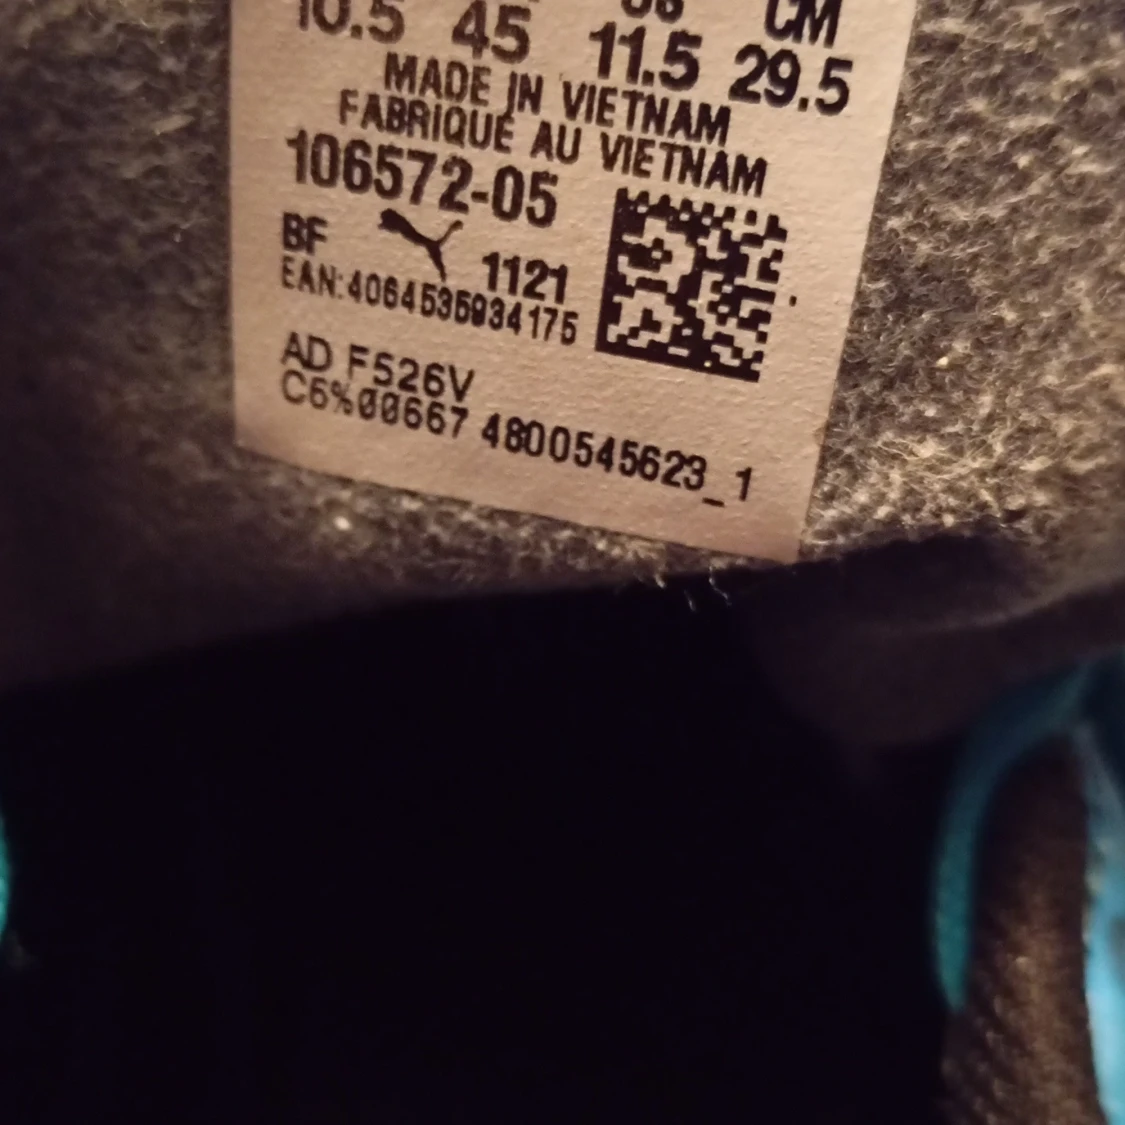 10.5 45 11.5 29.5 CM
MADE IN VIETNAM
FABRIQUE AU VIETNAM
106572-05
BF 1121
EAN:4064535934175
AD F526V
C6%00667 4800545623_1